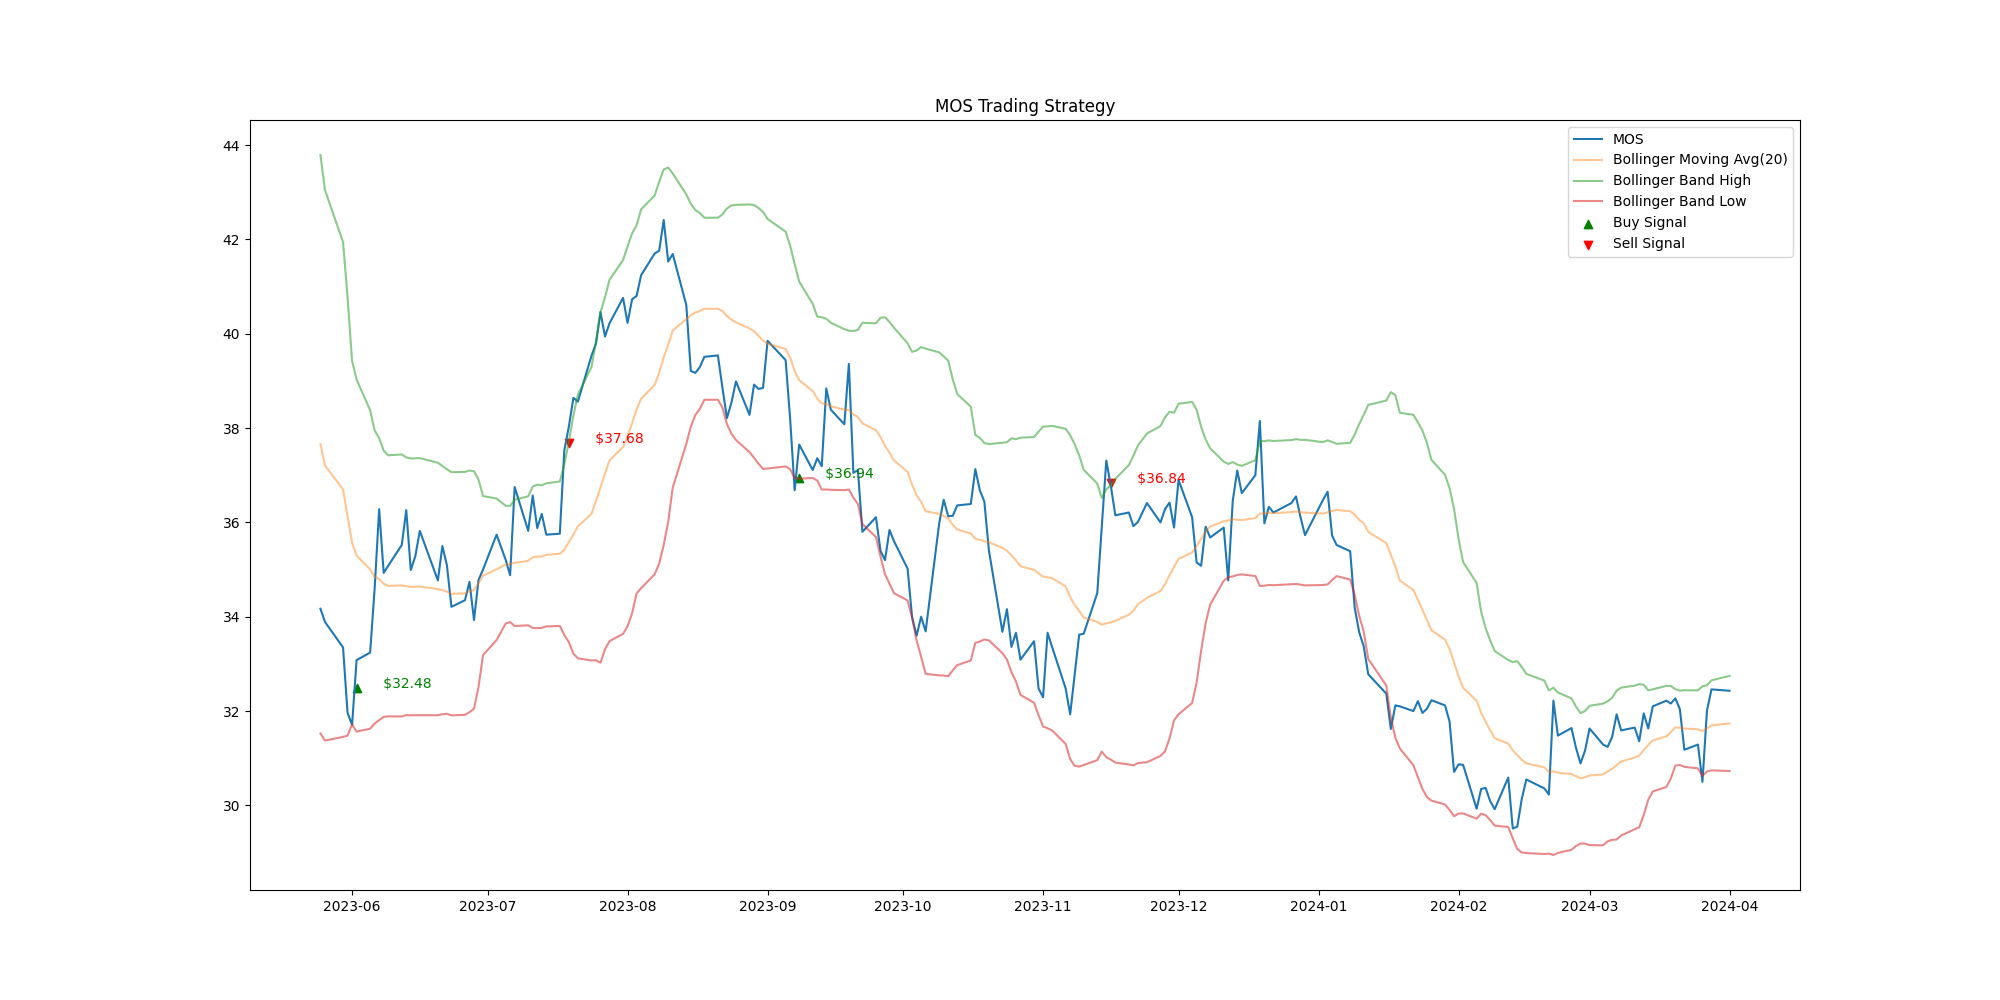 MOS Trading Strategy
44
42
40
38
36
34
32
30
MOS
Bollinger Moving Avg(20)
Bollinger Band High
Bollinger Band Low
Buy Signal
Sell Signal
$37.68
$36.94
$36.84
$32.48
2023-06 2023-07 2023-08 2023-09 2023-10 2023-11 2023-12 2024-01 2024-02 2024-03 2024-04